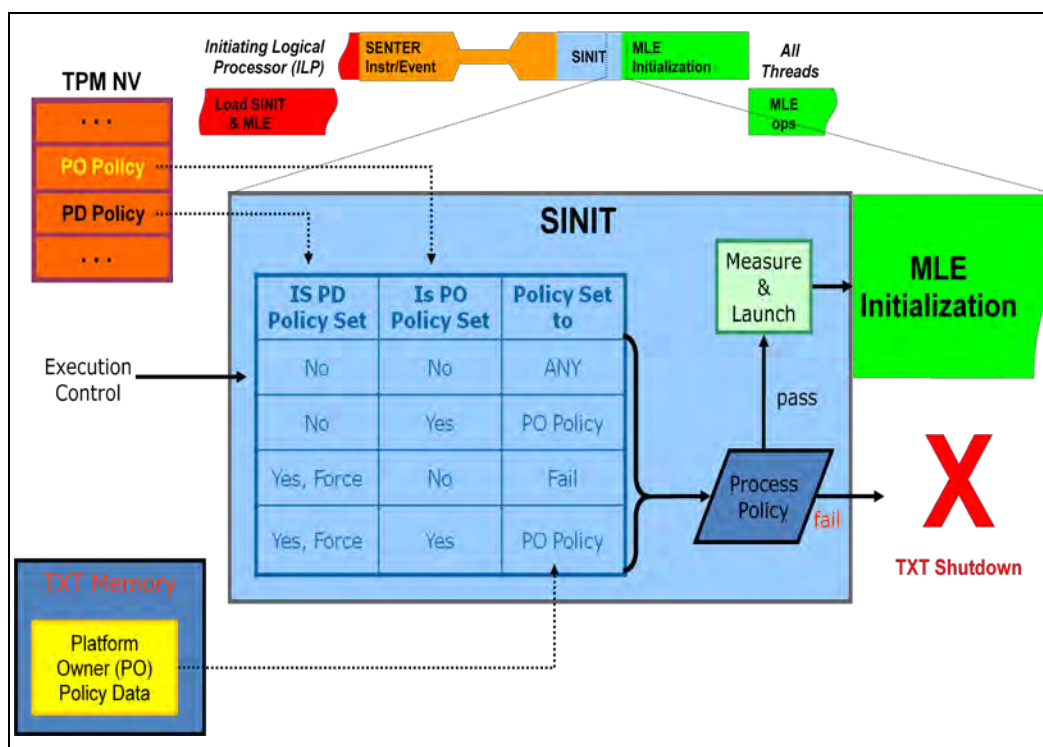 Initiating Logical
Processor (ILP)
SENTER
Instr/Event
SINIT
MLE
Initialization
All
Threads
Load SINIT
& MLE
MLE
ops
TPM NV
...
PO Policy
PD Policy
...
SINIT
IS PD
Policy Set
Is PO
Policy Set
Policy Set
to
No
No
ANY
No
Yes
PO Policy
Yes, Force
No
Fail
Yes, Force
Yes
PO Policy
Execution
Control
Measure
&
Launch
MLE
Initialization
pass
Process
Policy
fail
X
TXT Shutdown
TXT Memory
Platform
Owner (PO)
Policy Data